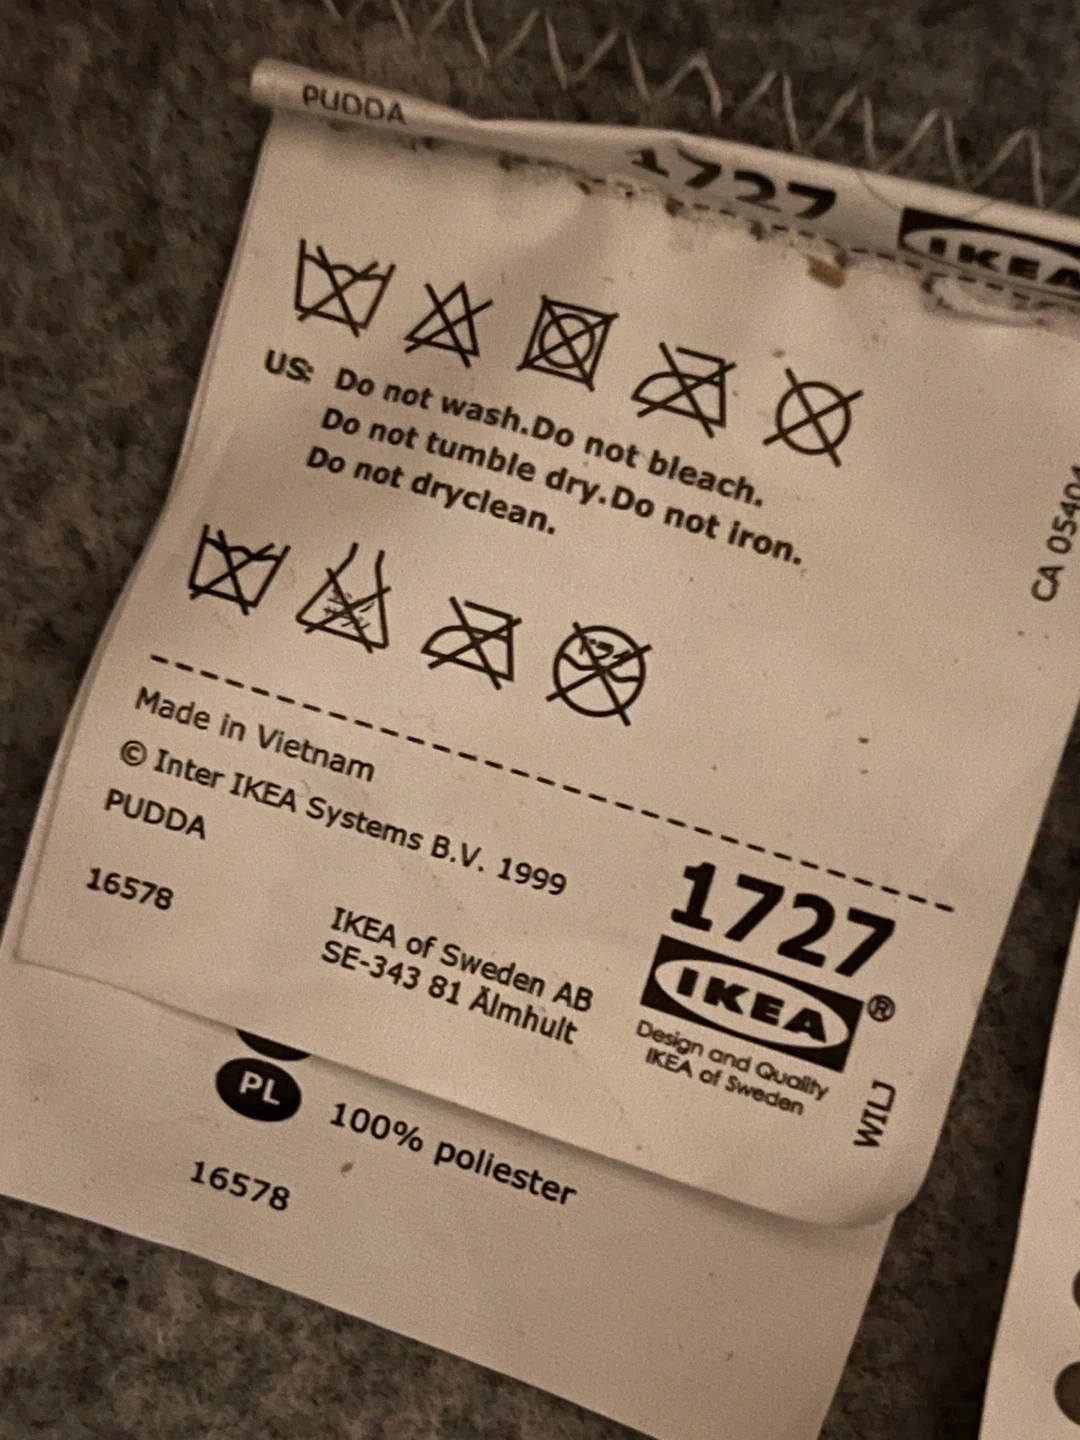 PUDDA
1727
IKEA
US: Do not wash.Do not bleach.
Do not tumble dry.Do not iron.
Do not dryclean.
CA 05404
Made in Vietnam
© Inter IKEA Systems B.V. 1999
PUDDA
16578
IKEA of Sweden AB
SE-343 81 Älmhult
1727
IKEA®
Design and Quality
IKEA of Sweden
WILJ
PL 100% poliester
16578